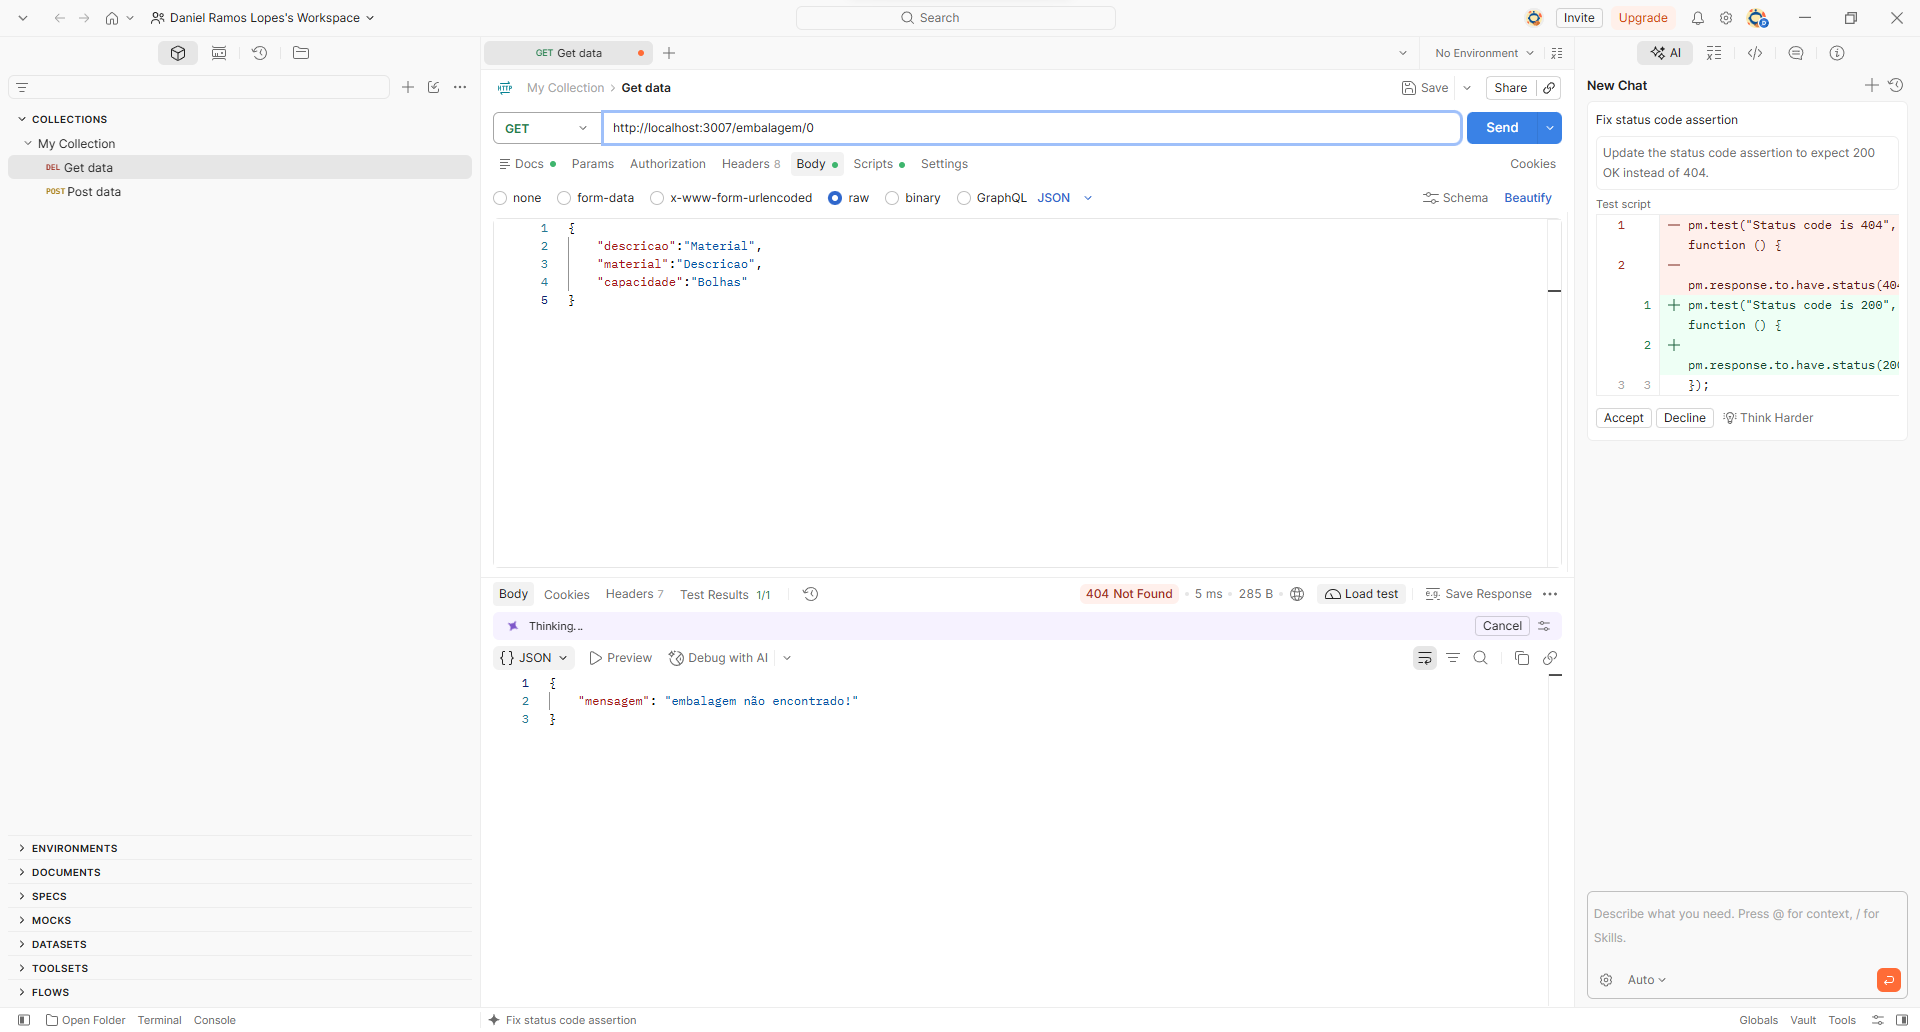 Daniel Ramos Lopes's Workspace
Search
Invite
Upgrade
COLLECTIONS
My Collection
DEL Get data
POST Post data
ENVIRONMENTS
DOCUMENTS
SPECS
MOCKS
DATASETS
TOOLSETS
FLOWS
GET Get data
No Environment
HTTP My Collection > Get data
Save
Share
GET
http://localhost:3007/embalagem/0
Send
Docs
Params
Authorization
Headers 8
Body
Scripts
Settings
Cookies
none
form-data
x-www-form-urlencoded
raw
binary
GraphQL
JSON
Schema
Beautify
1 {
2 "descricao":"Material",
3 "material":"Descricao",
4 "capacidade":"Bolhas"
5 }
Body
Cookies
Headers 7
Test Results 1/1
404 Not Found
5 ms
285 B
Load test
e.g. Save Response
Thinking...
Cancel
{} JSON
Preview
Debug with AI
1 {
2 "mensagem": "embalagem não encontrado!"
3 }
AI
New Chat
Fix status code assertion
Update the status code assertion to expect 200
OK instead of 404.
Test script
1 — pm.test("Status code is 404",
function () {
2 —
pm.response.to.have.status(404
1 + pm.test("Status code is 200",
function () {
2 +
pm.response.to.have.status(200
3 3 });
Accept
Decline
Think Harder
Describe what you need. Press @ for context, / for
Skills.
Auto
Open Folder
Terminal
Console
Fix status code assertion
Globals
Vault
Tools